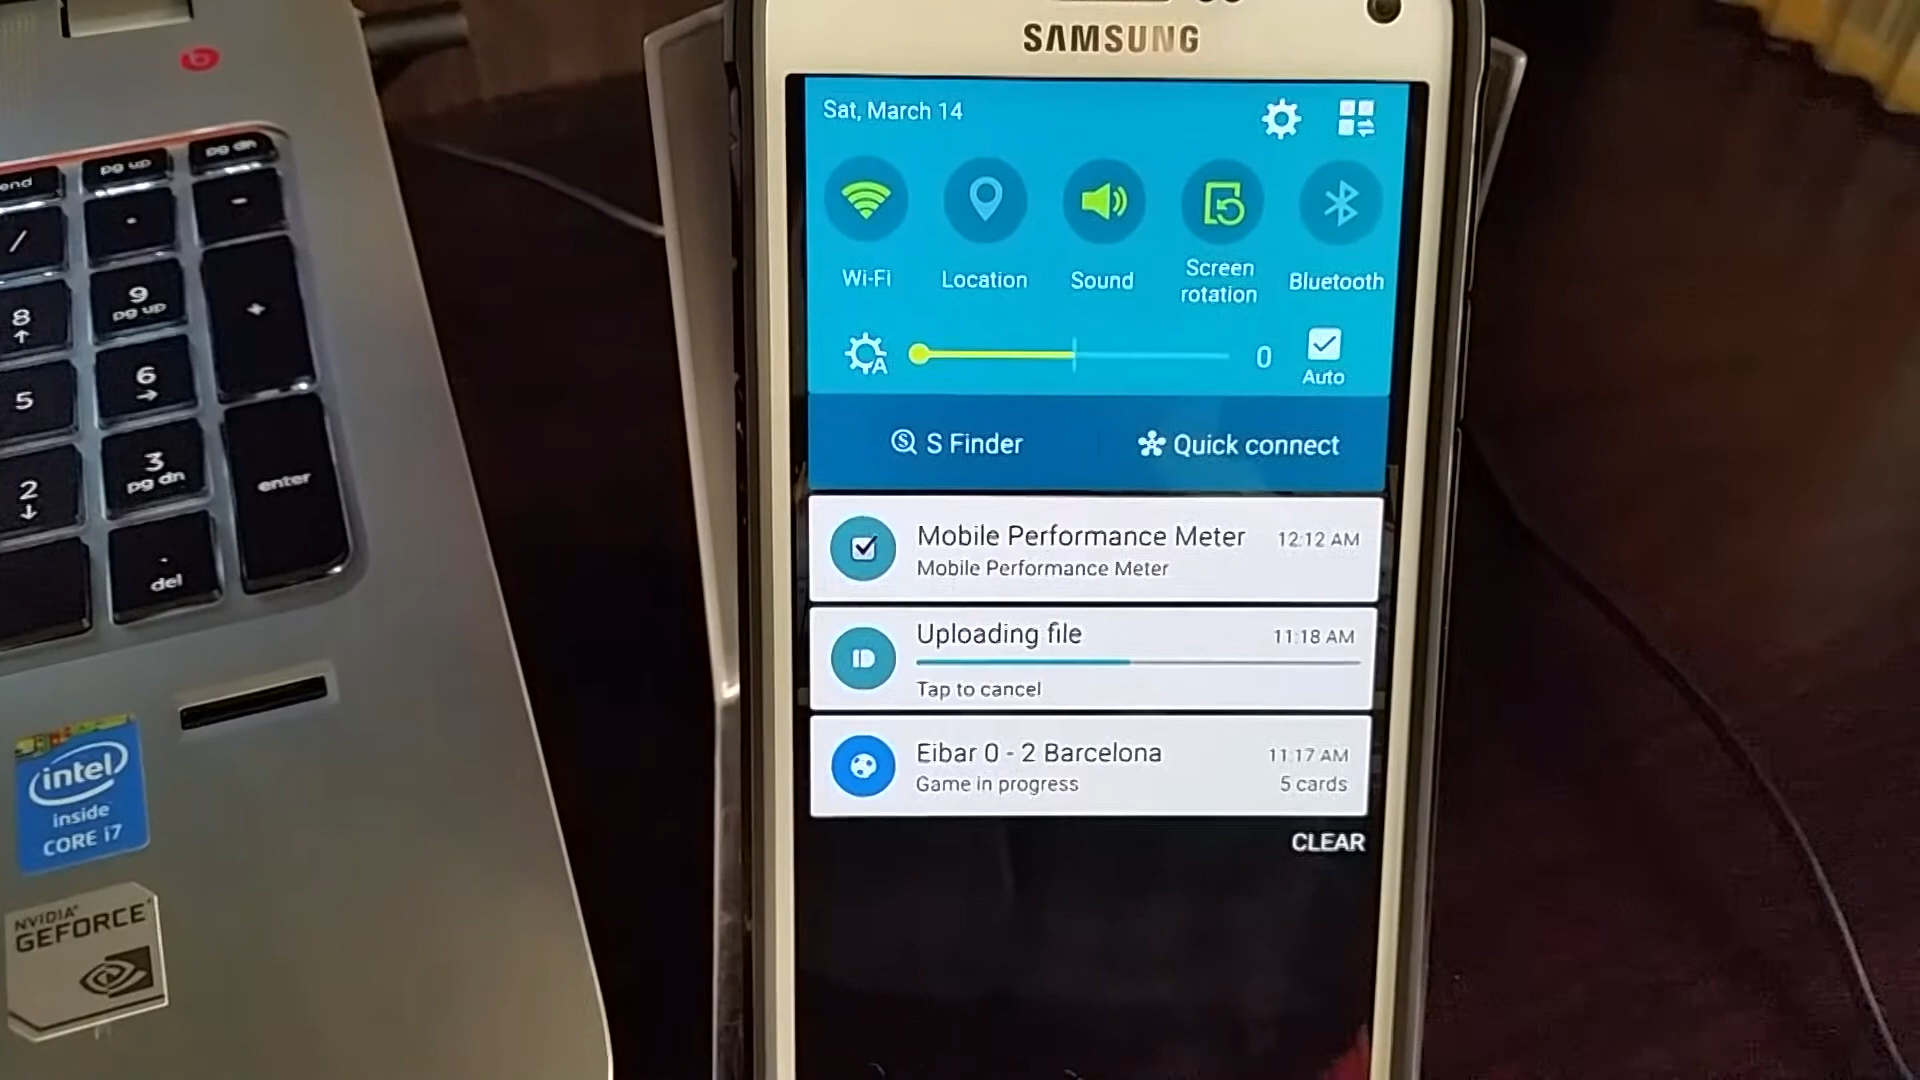 SAMSUNG
Sat, March 14
Wi-Fi
Location
Sound
Screen
rotation
Bluetooth
A
0
Auto
S Finder
Quick connect
Mobile Performance Meter
12:12 AM
Mobile Performance Meter
Uploading file
11:18 AM
Tap to cancel
Eibar 0 - 2 Barcelona
11:17 AM
Game in progress
5 cards
CLEAR
b
end
pg up
pg dn
/
-
8
9
pg up
+
5
6
2
3
pg dn
enter
.
del
intel
inside
CORE i7
NVIDIA
GEFORCE